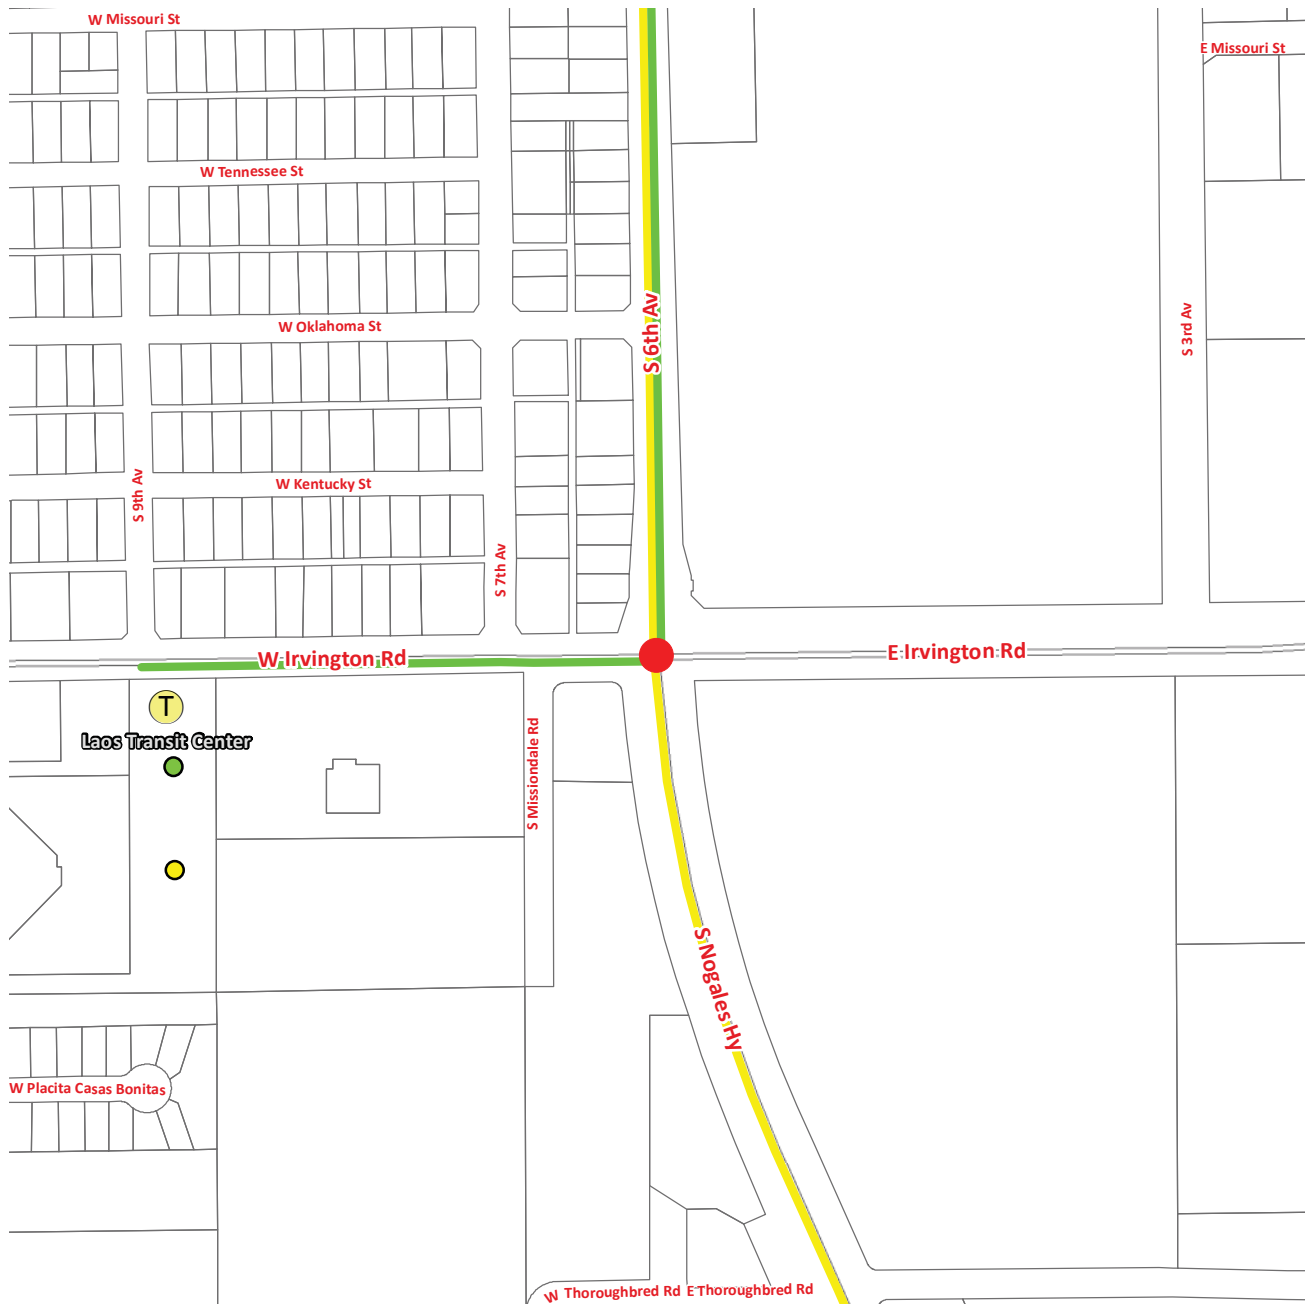 W Missouri St
E Missouri St
W Tennessee St
W Oklahoma St
S 6th Av
S 3rd Av
W Kentucky St
S 9th Av
S 7th Av
W Irvington Rd
E Irvington Rd
T
Laos Transit Center
S Missiondale Rd
S Nogales Hy
W Placita Casas Bonitas
W Thoroughbred Rd
E Thoroughbred Rd